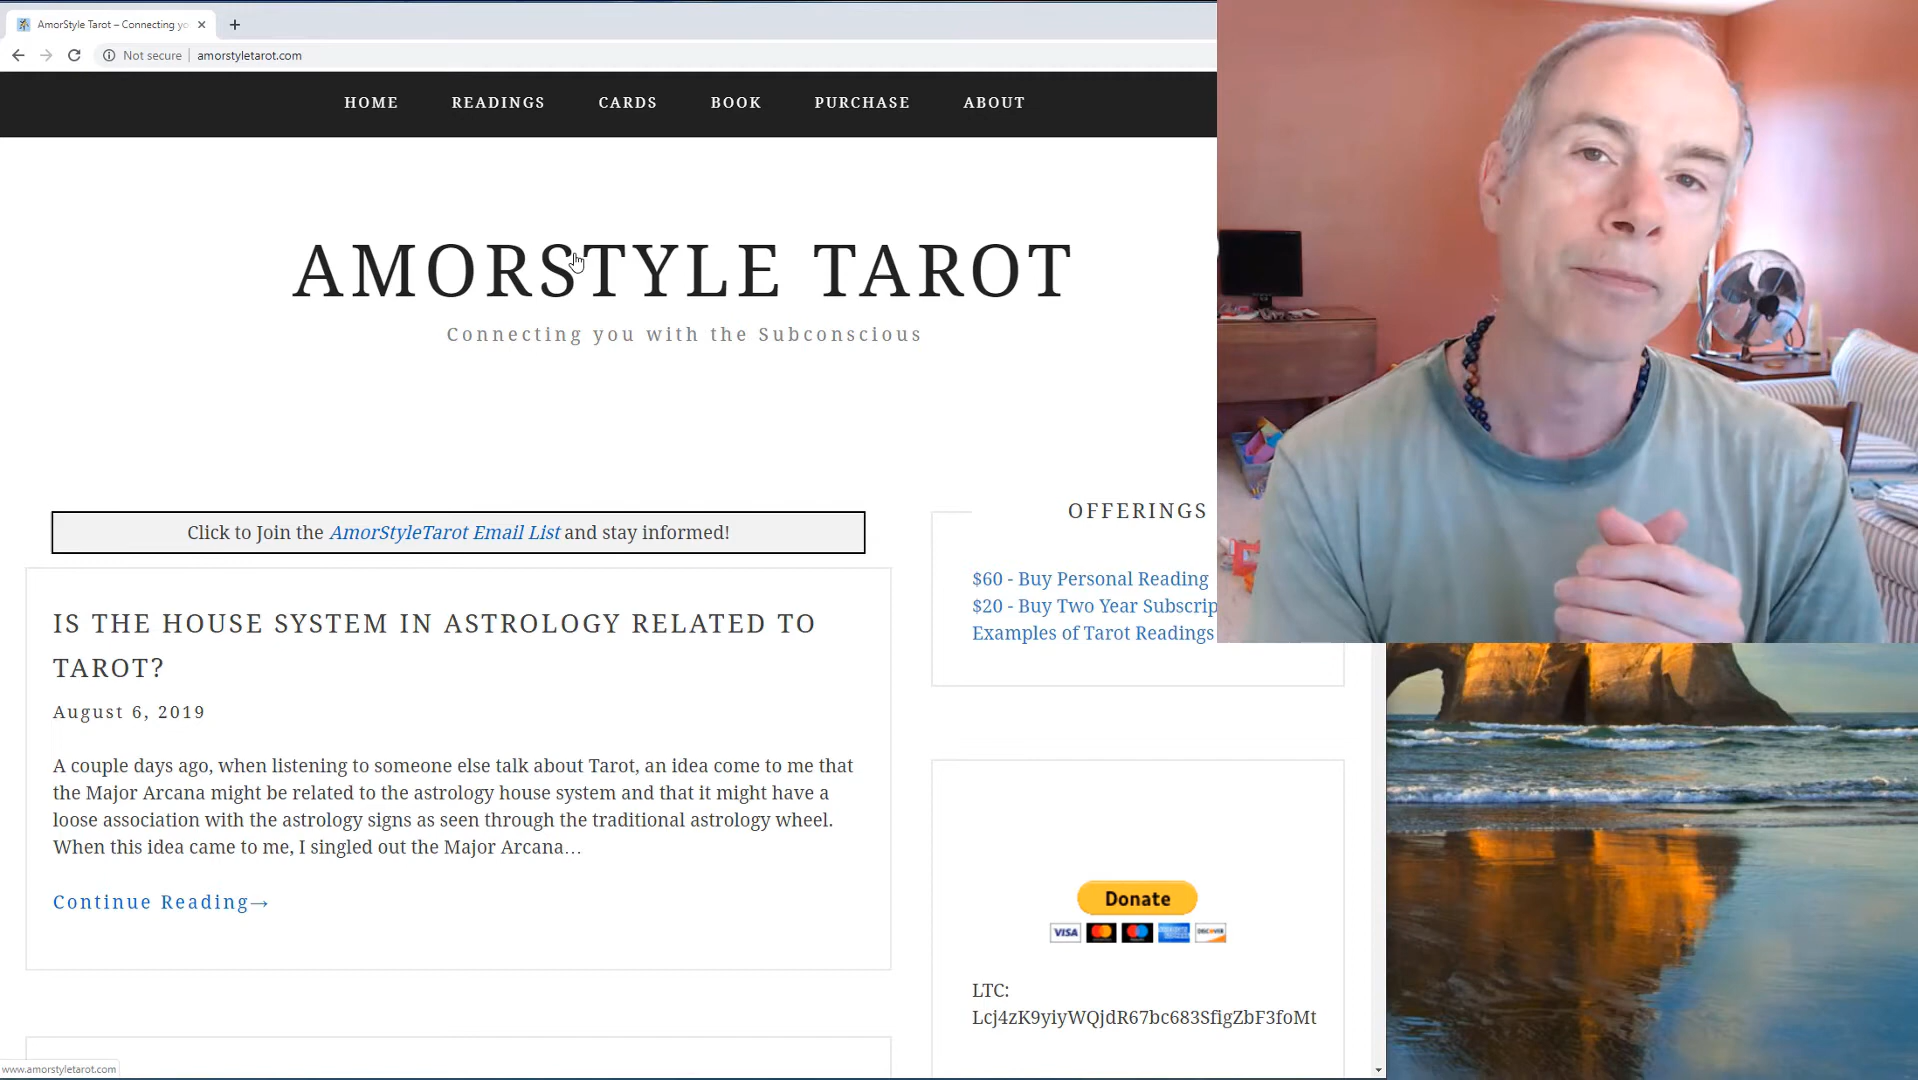 AmorStyle Tarot – Connecting yo
Not secure
amorstyletarot.com
HOME READINGS CARDS BOOK PURCHASE ABOUT
AMORSTYLE TAROT
Connecting you with the Subconscious
Click to Join the AmorStyleTarot Email List and stay informed!
IS THE HOUSE SYSTEM IN ASTROLOGY RELATED TO
TAROT?
August 6, 2019
A couple days ago, when listening to someone else talk about Tarot, an idea come to me that
the Major Arcana might be related to the astrology house system and that it might have a
loose association with the astrology signs as seen through the traditional astrology wheel.
When this idea came to me, I singled out the Major Arcana…
Continue Reading→
OFFERINGS
$60 - Buy Personal Reading
$20 - Buy Two Year Subscrip
Examples of Tarot Readings
Donate
VISA
DISCOVER
LTC:
Lcj4zK9yiyWQjdR67bc683SfigZbF3foMt
www.amorstyletarot.com